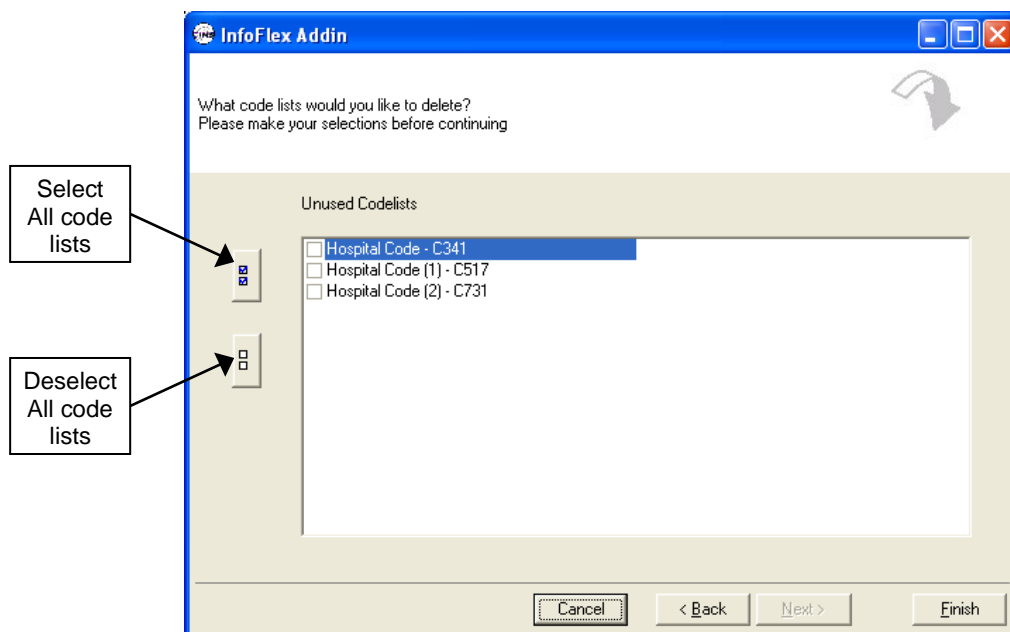 InfoFlex Addin
What code lists would you like to delete?
Please make your selections before continuing
Select
All code
lists
Unused Codelists
Hospital Code - C341
Hospital Code (1) - C517
Hospital Code (2) - C731
Deselect
All code
lists
Cancel
< Back
Next >
Finish